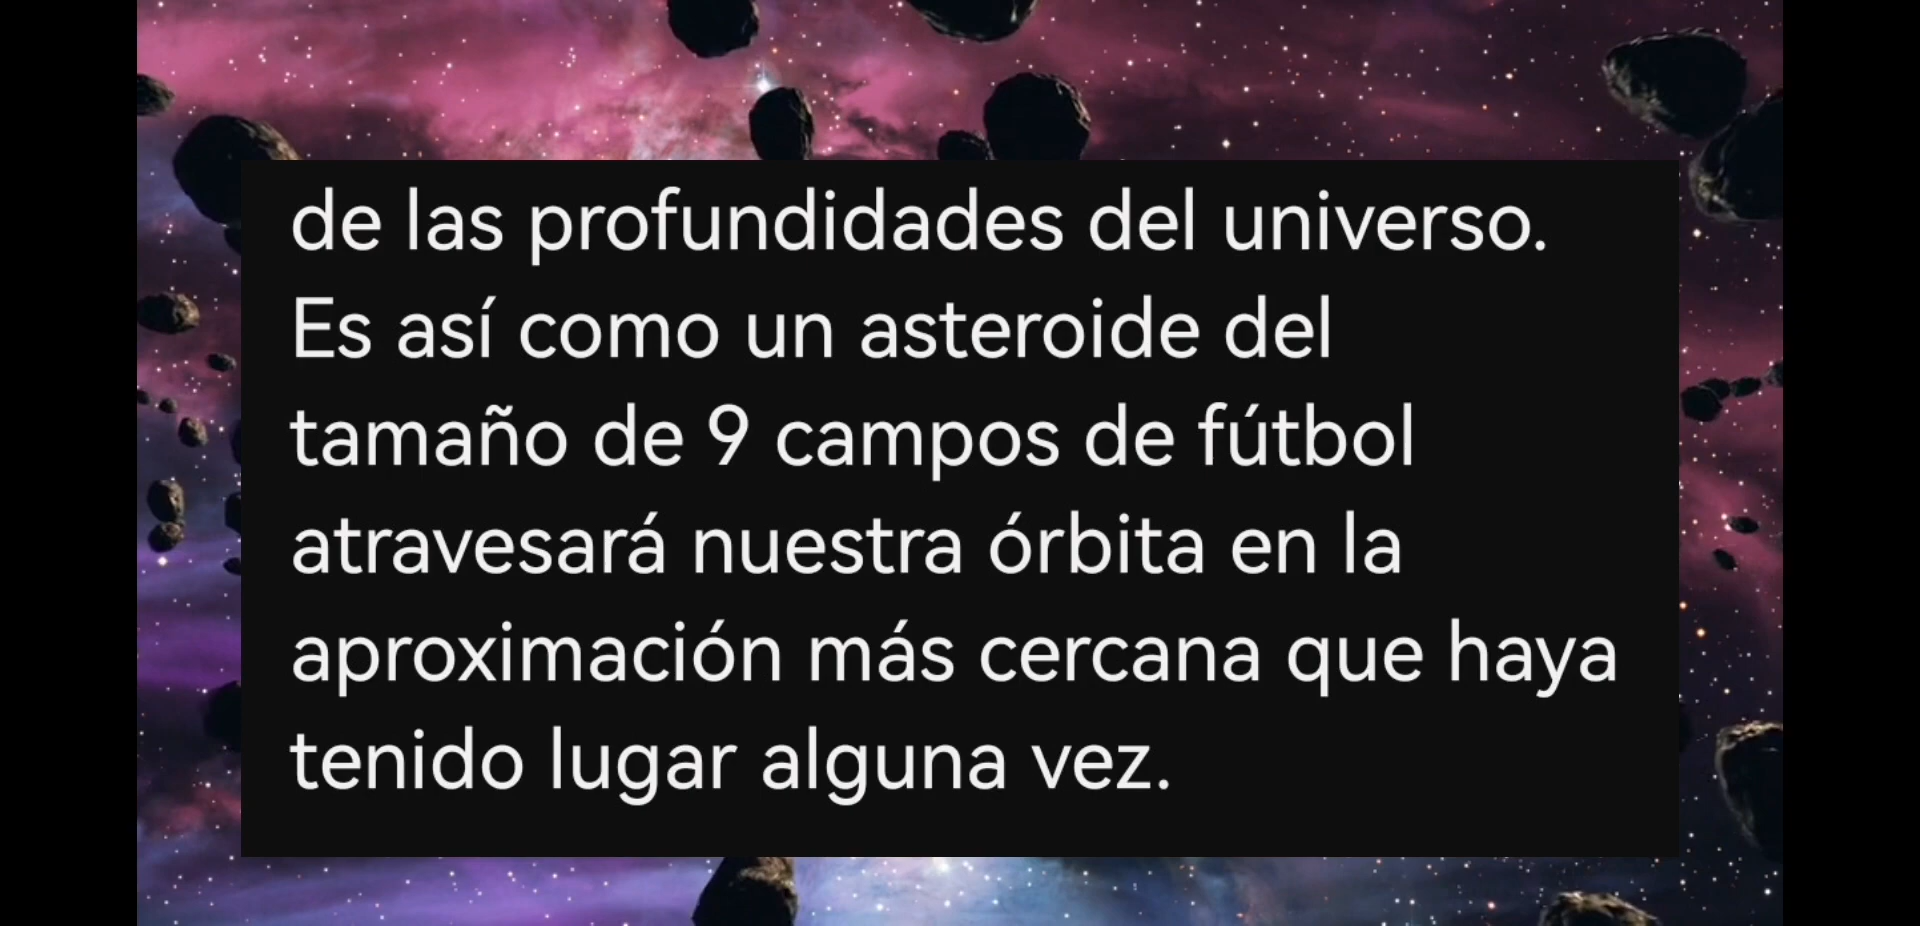 de las profundidades del universo.
Es así como un asteroide del
tamaño de 9 campos de fútbol
atravesará nuestra órbita en la
aproximación más cercana que haya
tenido lugar alguna vez.